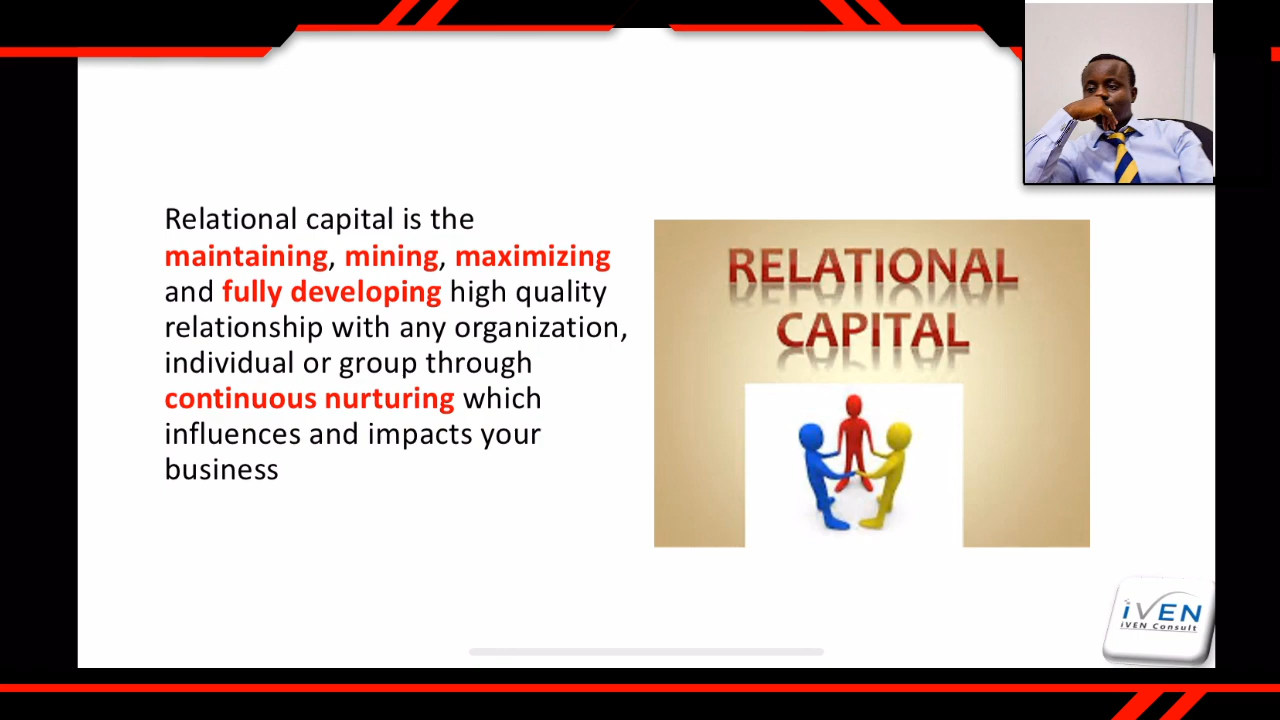 Relational capital is the
maintaining, mining, maximizing
and fully developing high quality
relationship with any organization,
individual or group through
continuous nurturing which
influences and impacts your
business
RELATIONAL
CAPITAL
iVEN
iVEN Consult